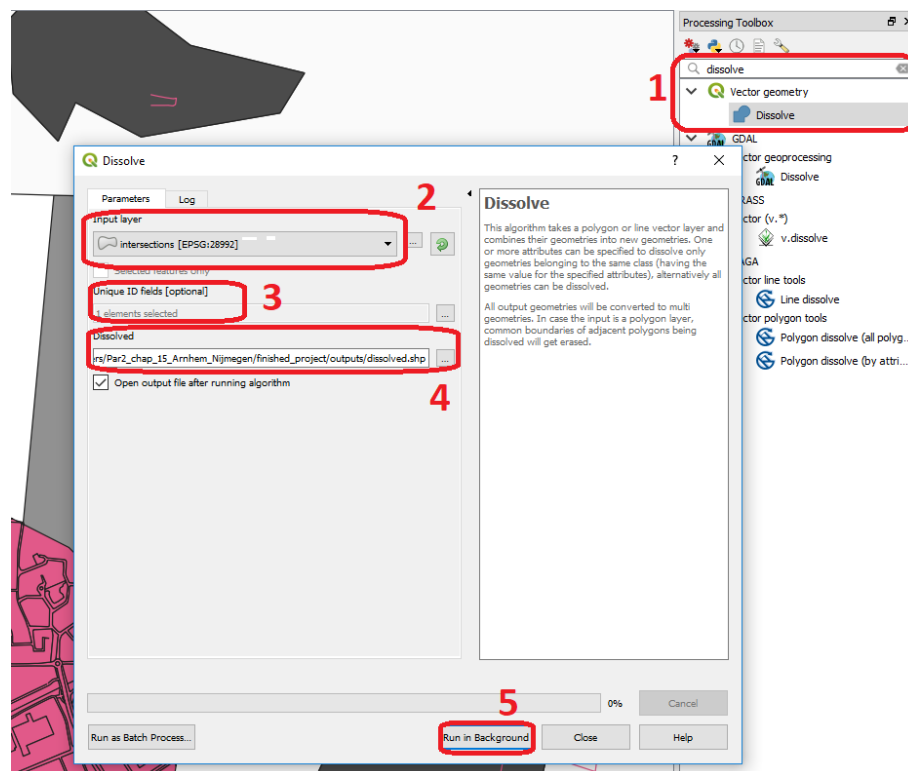 Processing Toolbox
dissolve
1
Vector geometry
Dissolve
GDAL
ctor geoprocessing
Dissolve
RASS
ctor (v.*)
v.dissolve
AGA
ctor line tools
Line dissolve
ctor polygon tools
Polygon dissolve (all polyg...
Polygon dissolve (by attri...
Dissolve
?
Parameters
Log
2
Input layer
intersections [EPSG:28992]
...
Selected features only
Unique ID fields [optional]
3
1 elements selected
...
Dissolved
rs/Par2_chap_15_Arnhem_Nijmegen/finished_project/outputs/dissolved.shp
...
4
Open output file after running algorithm
Dissolve
This algorithm takes a polygon or line vector layer and
combines their geometries into new geometries. One
or more attributes can be specified to dissolve only
geometries belonging to the same class (having the
same value for the specified attributes), alternatively all
geometries can be dissolved.
All output geometries will be converted to multi
geometries. In case the input is a polygon layer,
common boundaries of adjacent polygons being
dissolved will get erased.
0%
Cancel
5
Run as Batch Process...
Run in Background
Close
Help